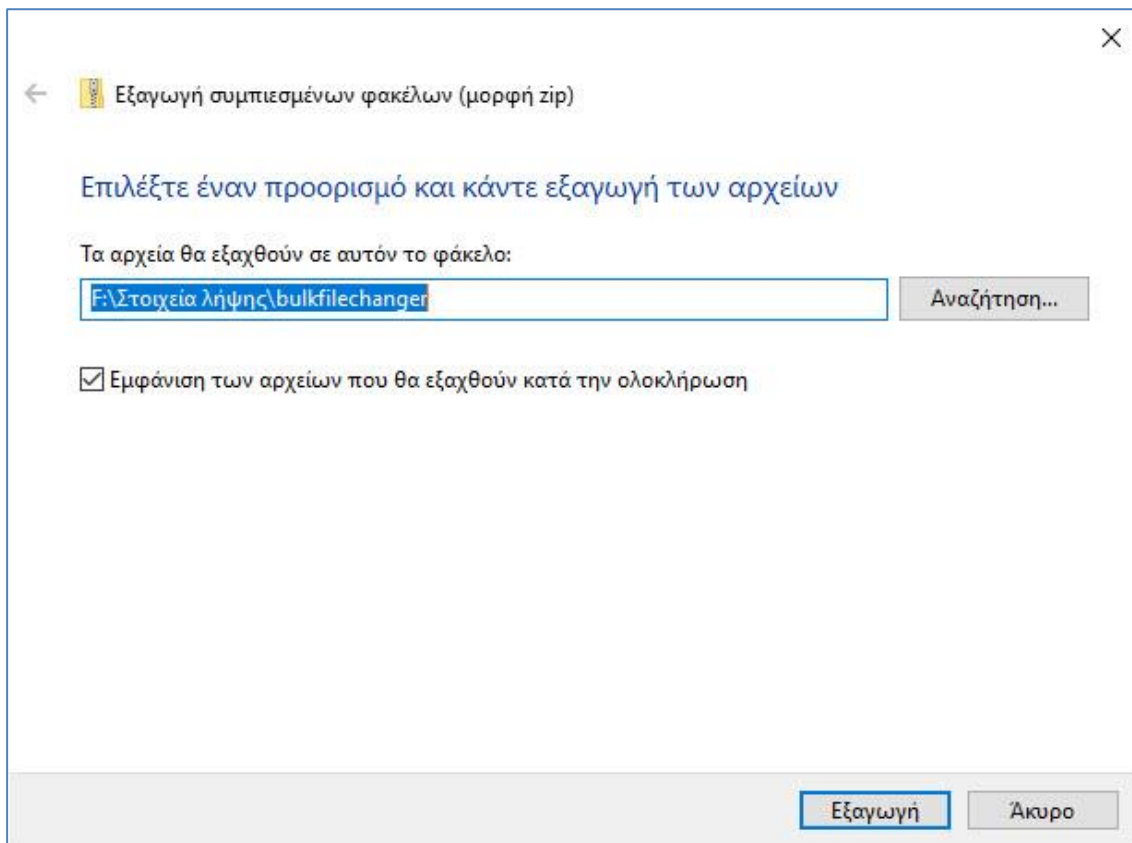 Εξαγωγή συμπιεσμένων φακέλων (μορφή zip)
Επιλέξτε έναν προορισμό και κάντε εξαγωγή των αρχείων
Τα αρχεία θα εξαχθούν σε αυτόν το φάκελο:
F:\Στοιχεία λήψης\bulkfilechanger
Αναζήτηση...
Εμφάνιση των αρχείων που θα εξαχθούν κατά την ολοκλήρωση
Εξαγωγή
Άκυρο